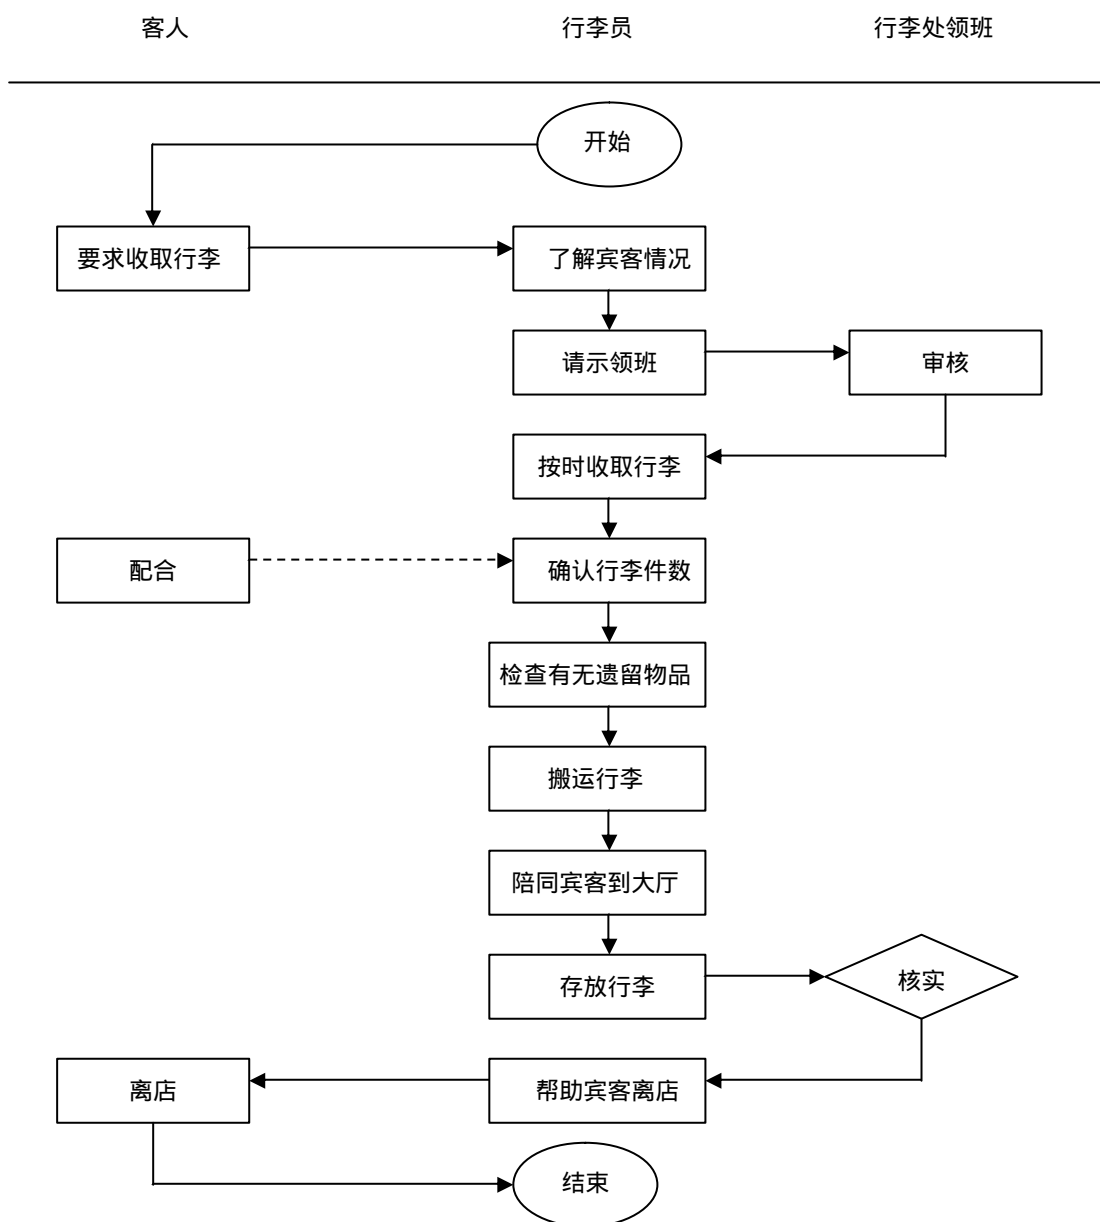 客人
行李员
行李处领班
开始
要求收取行李
了解宾客情况
请示领班
审核
按时收取行李
配合
确认行李件数
检查有无遗留物品
搬运行李
陪同宾客到大厅
存放行李
核实
离店
帮助宾客离店
结束